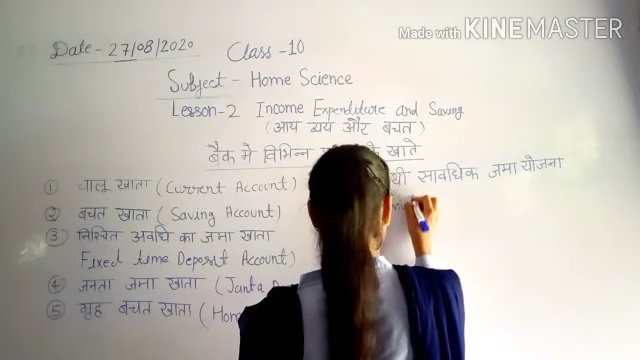 Made with KINEMASTER
Date - 27/08/2020 Class - 10
Subject - Home Science
Lesson-2 Income Expenditure and Saving
(आय व्यय और बचत)
बैंक मे विभिन्न खाते
① चालू खाता (Current Account)
② बचत खाता (Saving Account)
③ निश्चित अवधि का जमा खाता
Fixed time Deposit Account)
④ जनता जमा खाता (Janta
⑤ गृह बचत खाता (Home
सावधिक जमा योजना